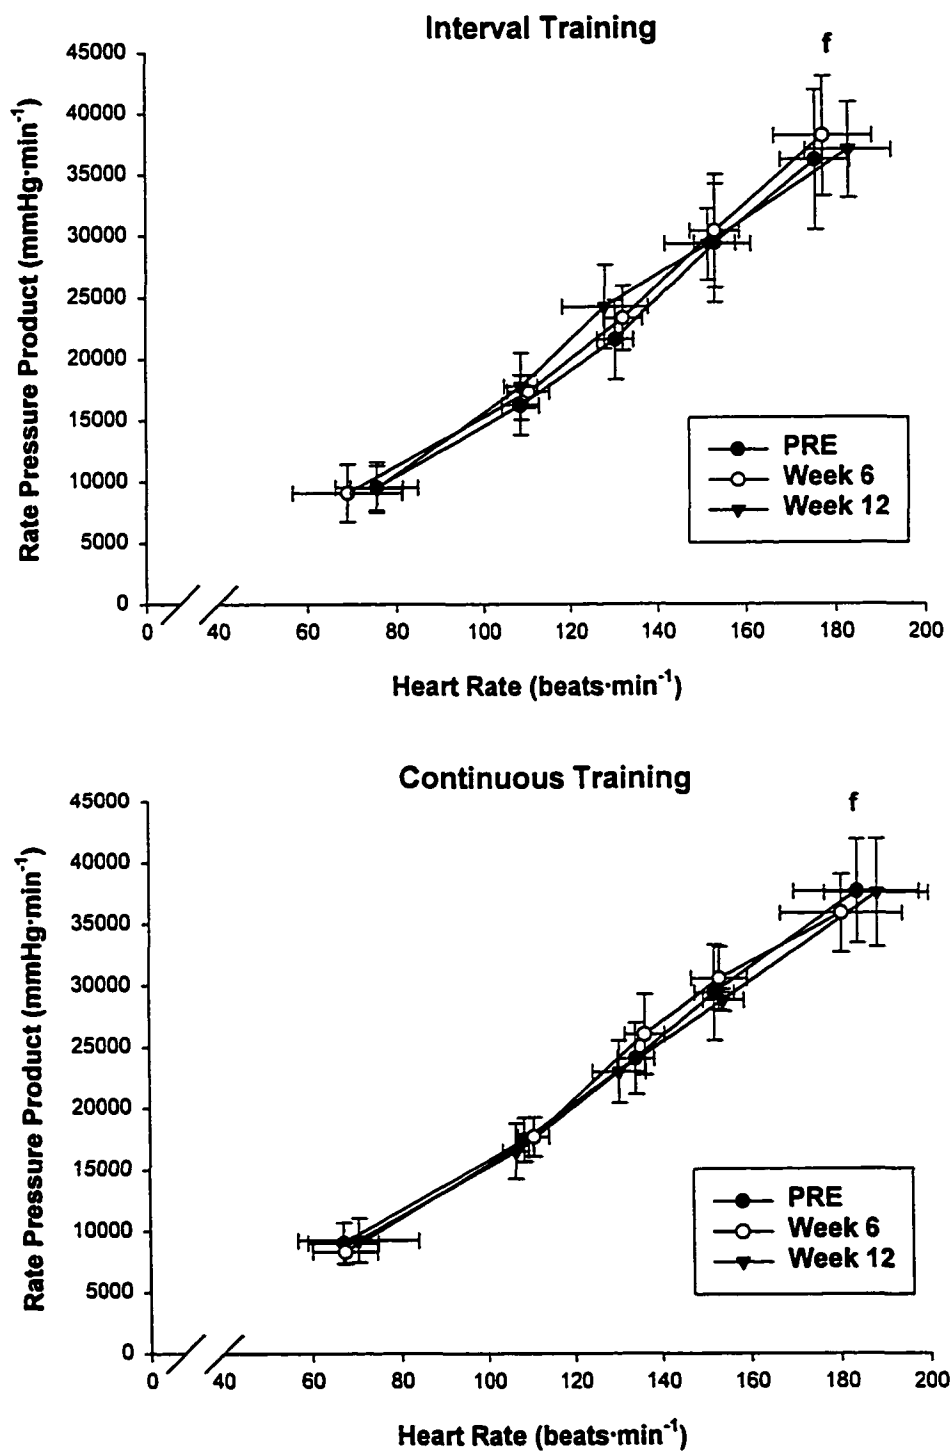 Interval Training
f
45000
40000
35000
30000
25000
20000
15000
10000
5000
0
Rate Pressure Product (mmHg·min⁻¹)
PRE
Week 6
Week 12
0 40 60 80 100 120 140 160 180 200
Heart Rate (beats·min⁻¹)
Continuous Training
f
45000
40000
35000
30000
25000
20000
15000
10000
5000
0
Rate Pressure Product (mmHg·min⁻¹)
PRE
Week 6
Week 12
0 40 60 80 100 120 140 160 180 200
Heart Rate (beats·min⁻¹)